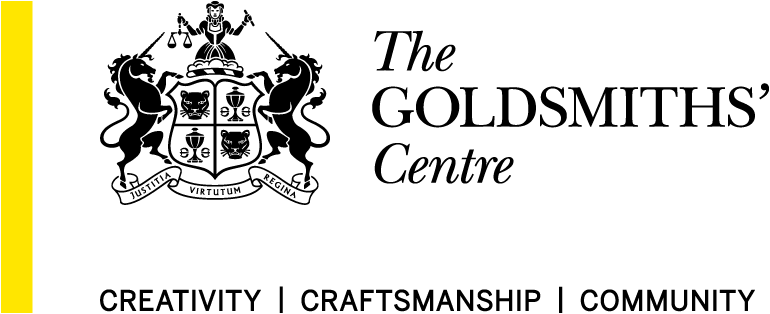 The
GOLDSMITHS’
Centre
JUSTITIA VIRTUTUM REGINA
CREATIVITY | CRAFTSMANSHIP | COMMUNITY